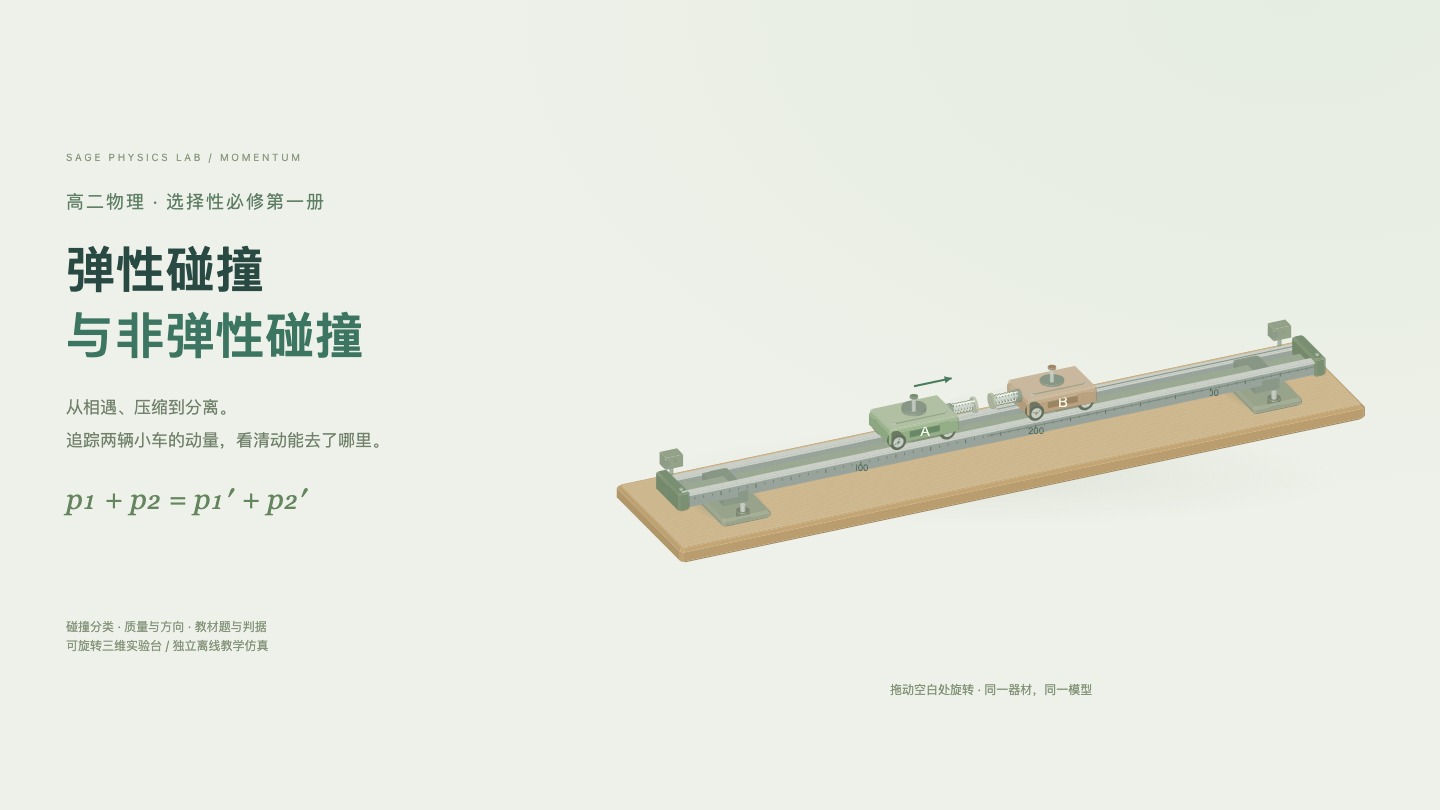 SAGE PHYSICS LAB / MOMENTUM
高二物理 · 选择性必修第一册
弹性碰撞
与非弹性碰撞
从相遇、压缩到分离。
追踪两辆小车的动量，看清动能去了哪里。
p1 + p2 = p1′ + p2′
A
B
100
200
碰撞分类 · 质量与方向 · 教材题与判据
可旋转三维实验台 / 独立离线教学仿真
拖动空白处旋转 · 同一器材，同一模型